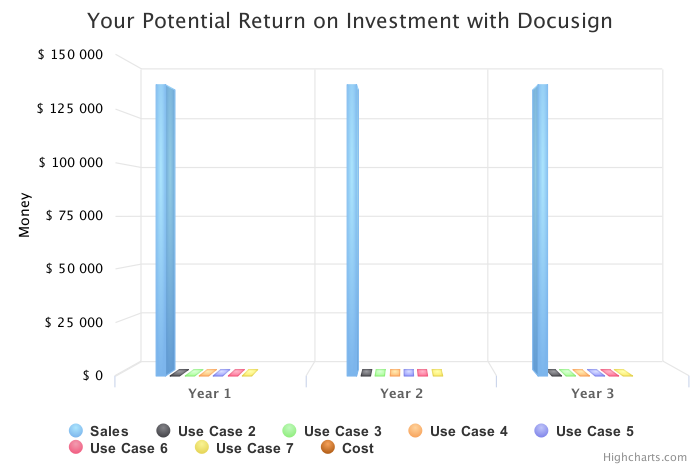 Your Potential Return on Investment with Docusign
$ 150 000
$ 125 000
$ 100 000
$ 75 000
$ 50 000
$ 25 000
$ 0
Money
Year 1 Year 2 Year 3
Sales Use Case 2 Use Case 3 Use Case 4 Use Case 5
Use Case 6 Use Case 7 Cost
Highcharts.com